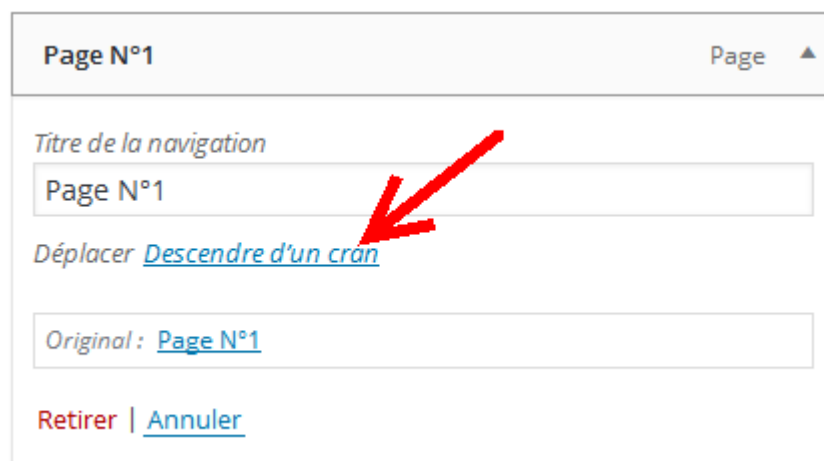 Page N°1 Page
Titre de la navigation
Page N°1
Déplacer Descendre d'un cran
Original : Page N°1
Retirer | Annuler